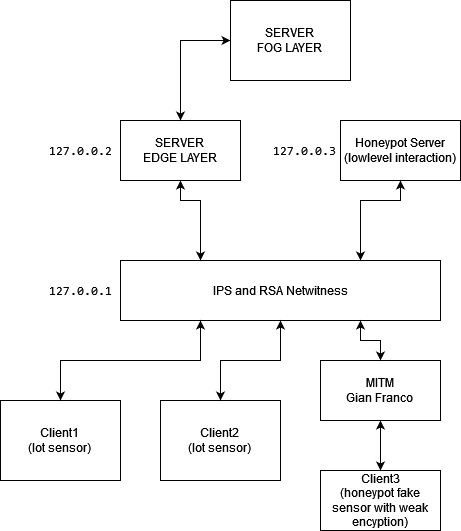 SERVER
FOG LAYER
127.0.0.2
SERVER
EDGE LAYER
127.0.0.3
Honeypot Server
(lowlevel interaction)
127.0.0.1
IPS and RSA Netwitness
Client1
(Iot sensor)
Client2
(Iot sensor)
MITM
Gian Franco
Client3
(honeypot fake
sensor with weak
encyption)